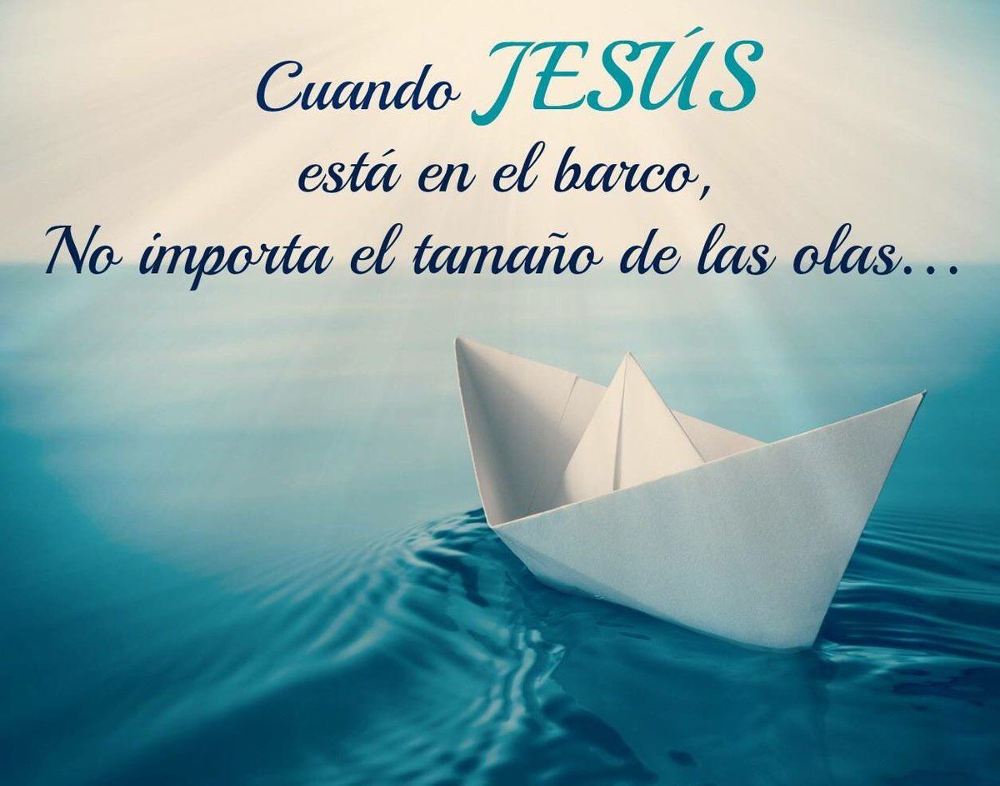 Cuando JESÚS
está en el barco,
No importa el tamaño de las olas...